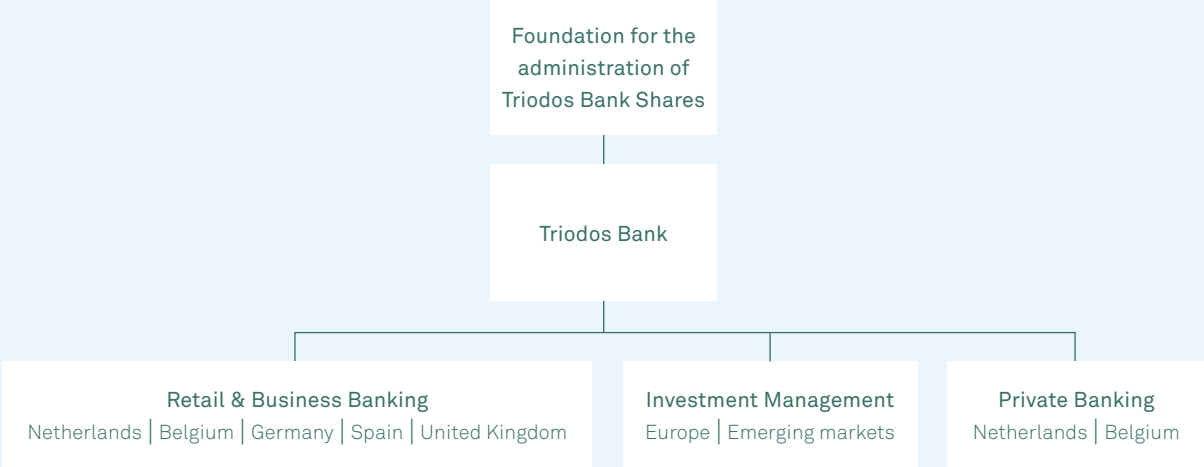 Foundation for the
administration of
Triodos Bank Shares
Triodos Bank
Retail & Business Banking
Netherlands | Belgium | Germany | Spain | United Kingdom
Investment Management
Europe | Emerging markets
Private Banking
Netherlands | Belgium